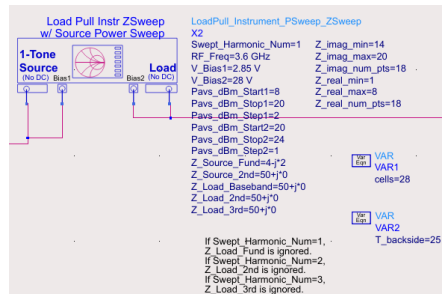 Load Pull Instr ZSweep
w/ Source Power Sweep
1-Tone
Source
(No DC)
Bias1
Bias2
Load
(No DC)
LoadPull_Instrument_PSweep_ZSweep
X2
Swept_Harmonic_Num=1
RF_Freq=3.6 GHz
V_Bias1=2.85 V
V_Bias2=28 V
Pavs_dBm_Start1=8
Pavs_dBm_Stop1=20
Pavs_dBm_Step1=2
Pavs_dBm_Start2=20
Pavs_dBm_Stop2=24
Pavs_dBm_Step2=1
Z_Source_Fund=4-j*2
Z_Source_2nd=50+j*0
Z_Load_Baseband=50+j*0
Z_Load_2nd=50+j*0
Z_Load_3rd=50+j*0
Z_imag_min=14
Z_imag_max=20
Z_imag_num_pts=18
Z_real_min=1
Z_real_max=8
Z_real_num_pts=18
If Swept_Harmonic_Num=1,
Z_Load_Fund is ignored.
If Swept_Harmonic_Num=2,
Z_Load_2nd is ignored.
If Swept_Harmonic_Num=3,
Z_Load_3rd is ignored.
Var
Eqn
VAR
VAR1
cells=28
Var
Eqn
VAR
VAR2
T_backside=25